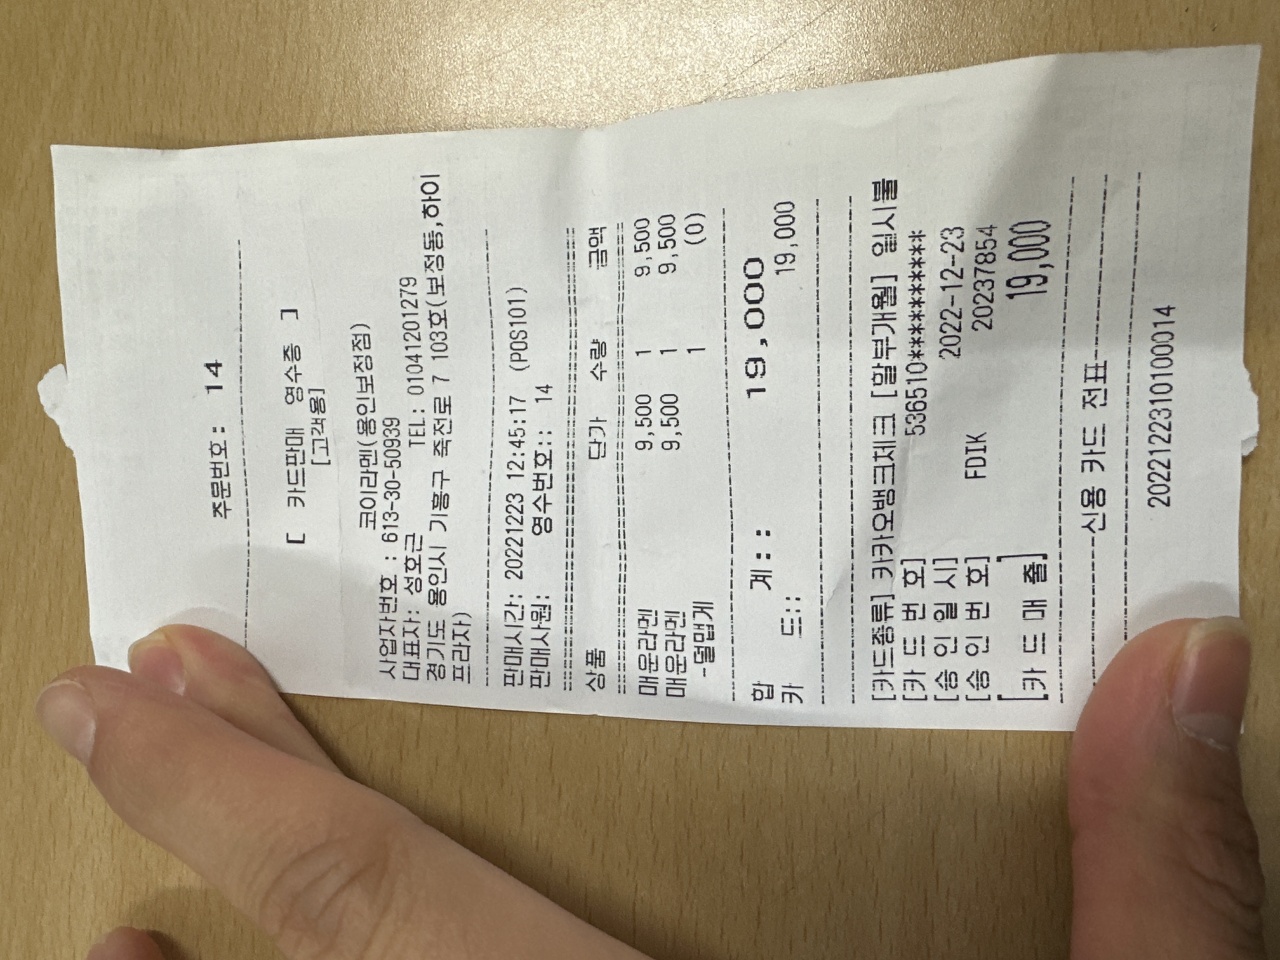 주문번호: 14
[ 카드판매 영수증 ]
[고객용]
코이라멘(용인보정점)
사업자번호 : 613-30-50939
대표자: 성호근 TEL: 01041201279
경기도 용인시 기흥구 죽전로 7 103호(보정동,하이
프라자)
판매시간: 20221223 12:45:17 (POS101)
판매사원: 영수번호:: 14
상품 단가 수량 금액
매운라멘 9,500 1 9,500
매운라멘 9,500 1 9,500
-덜맵게 1 (0)
합 계:: 19,000
카 드:: 19,000
[카드종류] 카카오뱅크체크 [할부개월] 일시불
[카 드 번 호] 536510**********
[승 인 일 시] 2022-12-23
[승 인 번 호] FDIK 20237854
[카 드 매 출] 19,000
신용 카드 전표
2022122310100014